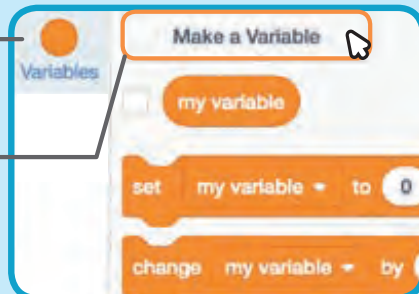 Make a Variable
Variables
my variable
set my variable to 0
change my variable by